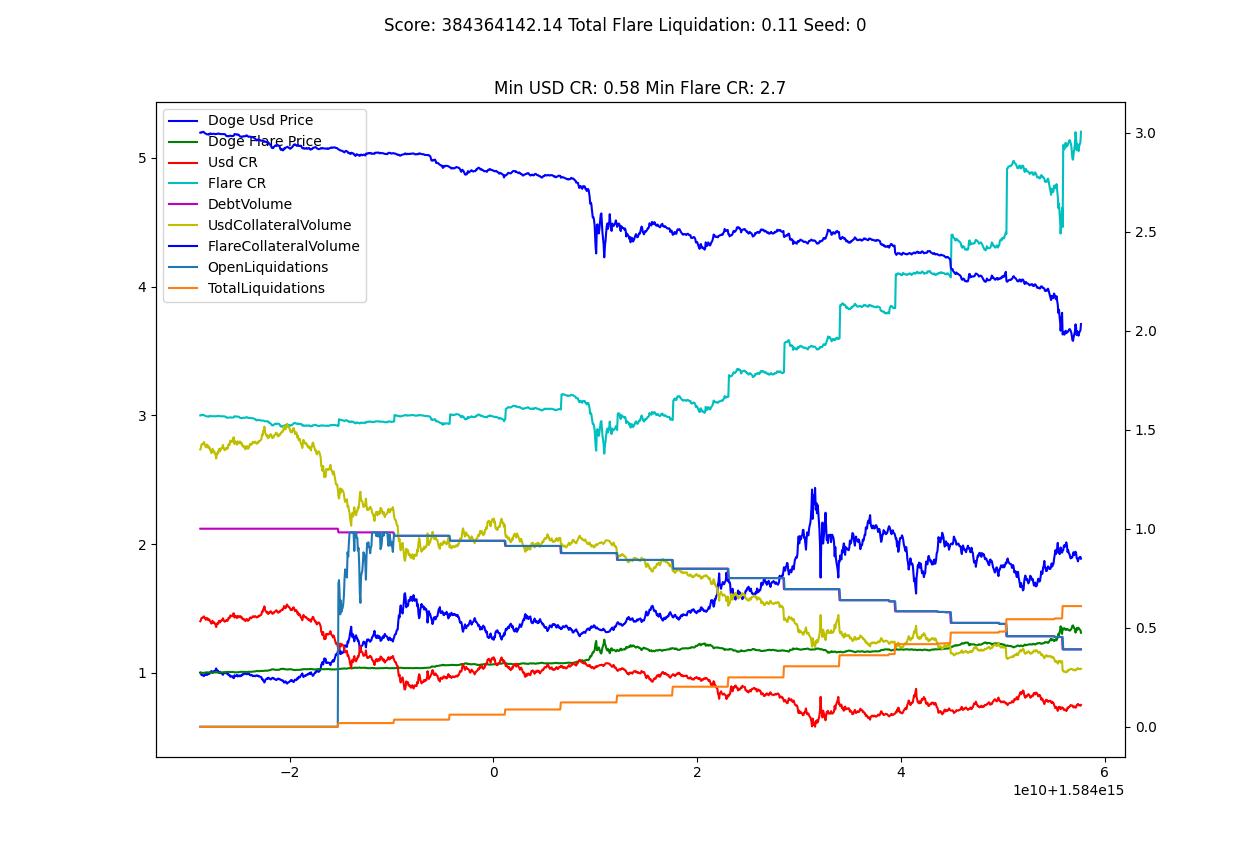 Score: 384364142.14 Total Flare Liquidation: 0.11 Seed: 0
Min USD CR: 0.58 Min Flare CR: 2.7
Doge Usd Price
Doge Flare Price
Usd CR
Flare CR
DebtVolume
UsdCollateralVolume
FlareCollateralVolume
OpenLiquidations
TotalLiquidations
5
4
3
2
1
3.0
2.5
2.0
1.5
1.0
0.5
0.0
−2
0
2
4
6
1e10+1.584e15